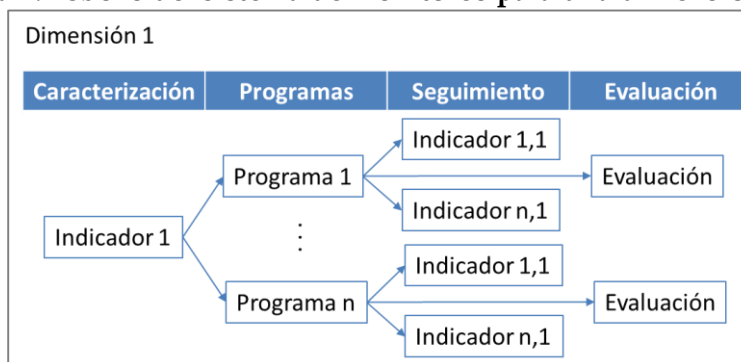 Dimensión 1
Caracterización Programas Seguimiento Evaluación
Indicador 1,1
Programa 1 Evaluación
Indicador n,1
Indicador 1
Indicador 1,1
Programa n Evaluación
Indicador n,1